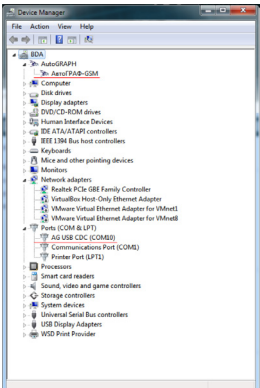 Device Manager
File Action View Help
BDA
AutoGRAPH
АвтоГРАФ-GSM
Computer
Disk drives
Display adapters
DVD/CD-ROM drives
Human Interface Devices
IDE ATA/ATAPI controllers
IEEE 1394 Bus host controllers
Keyboards
Mice and other pointing devices
Monitors
Network adapters
Realtek PCIe GBE Family Controller
VirtualBox Host-Only Ethernet Adapter
VMware Virtual Ethernet Adapter for VMnet1
VMware Virtual Ethernet Adapter for VMnet8
Ports (COM & LPT)
AG USB CDC (COM10)
Communications Port (COM1)
Printer Port (LPT1)
Processors
Smart card readers
Sound, video and game controllers
Storage controllers
System devices
Universal Serial Bus controllers
USB Display Adapters
WSD Print Provider